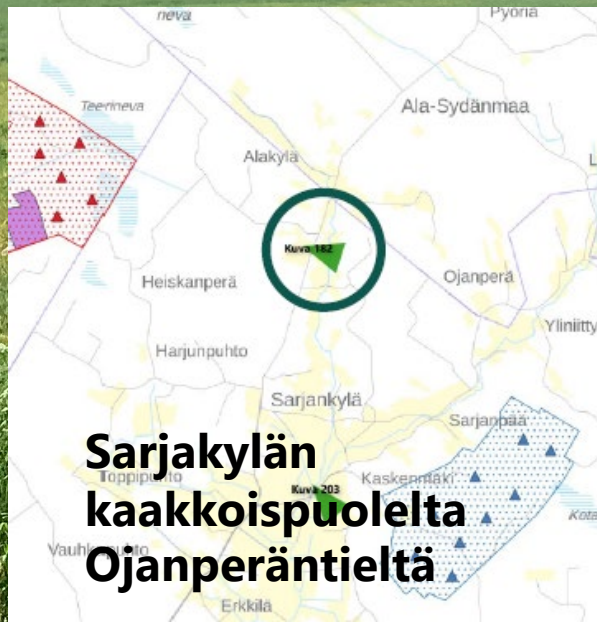 neva
Pyöriä
Teerineva
Ala-Sydänmaa
Alakylä
L
Kuva 182
Heiskanperä
Ojanperä
Yliniitty
Harjunpuhto
Sarjankylä
Sarjanpää
Sarjakylän
Toppipuhto
Kaskenmäki
kaakkoispuolelta
Kuva 203
Kota
Ojanperäntieltä
Erkkilä